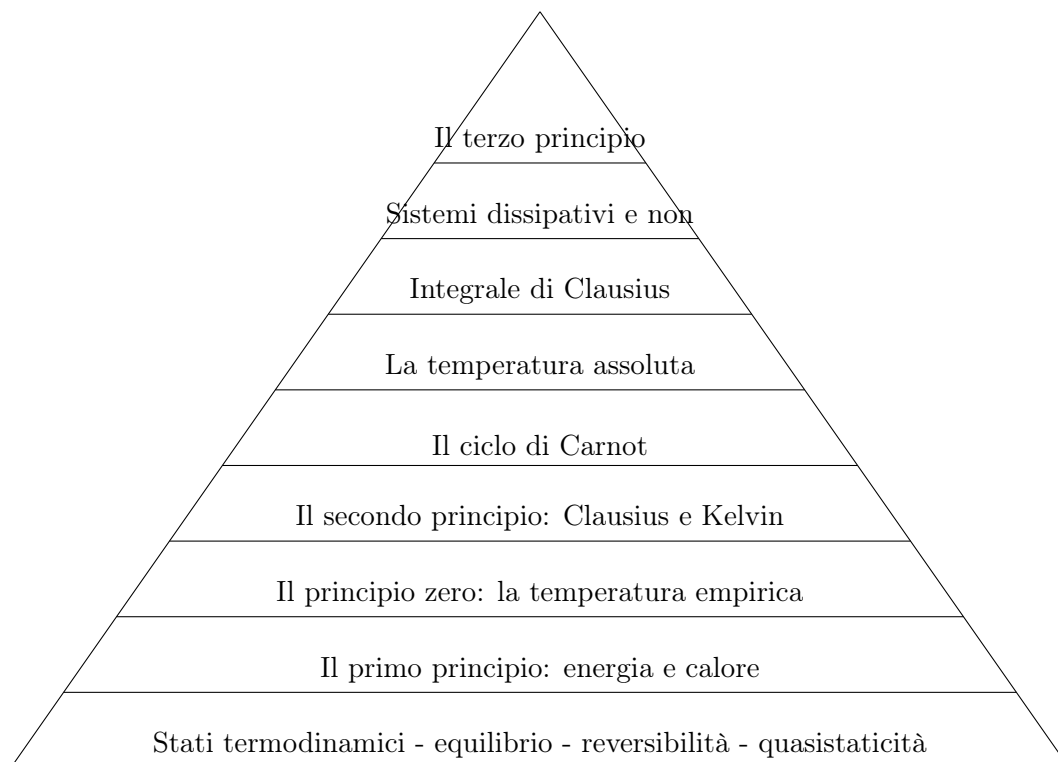 Il terzo principio
Sistemi dissipativi e non
Integrale di Clausius
La temperatura assoluta
Il ciclo di Carnot
Il secondo principio: Clausius e Kelvin
Il principio zero: la temperatura empirica
Il primo principio: energia e calore
Stati termodinamici - equilibrio - reversibilità - quasistaticità